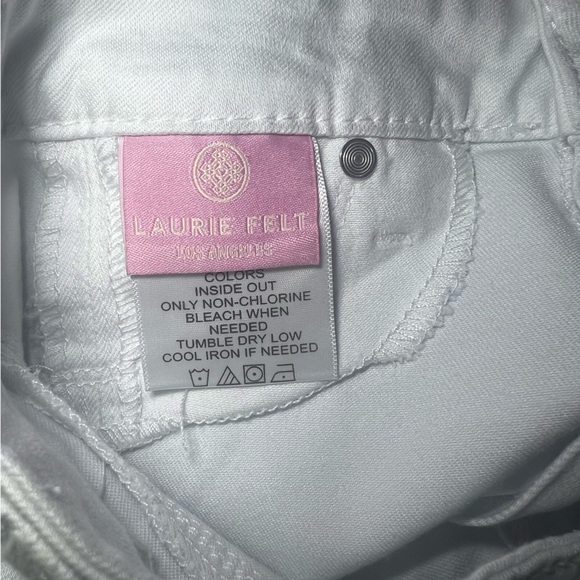 LAURIE FELT
LOS ANGELES
COLORS
INSIDE OUT
ONLY NON-CHLORINE
BLEACH WHEN
NEEDED
TUMBLE DRY LOW
COOL IRON IF NEEDED